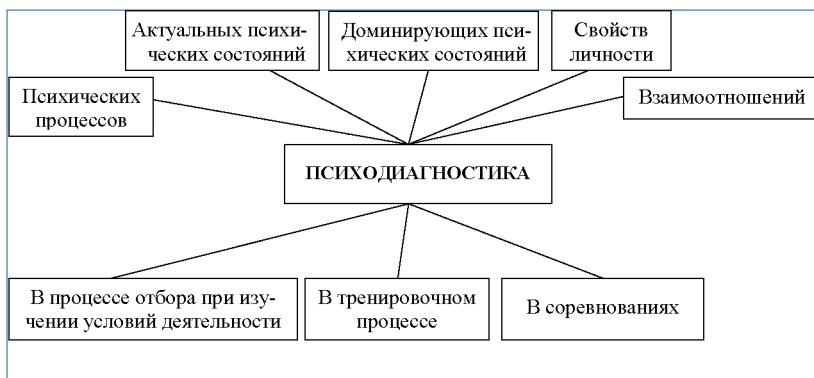 Актуальных психи-
ческих состояний
Доминирующих пси-
хических состояний
Свойств
личности
Психических
процессов
Взаимоотношений
ПСИХОДИАГНОСТИКА
В процессе отбора при изу-
чении условий деятельности
В тренировочном
процессе
В соревнованиях